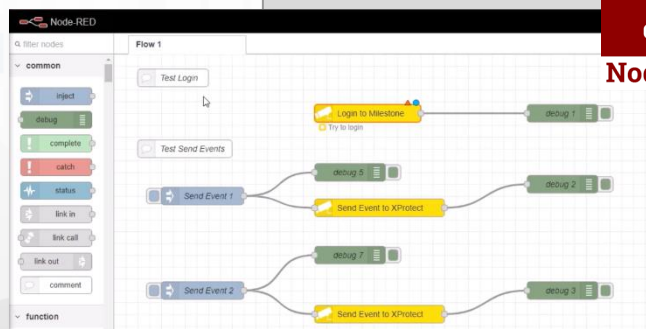 Node-RED
filter nodes
Flow 1
common
inject
debug
complete
catch
status
link in
link call
link out
comment
function
Test Login
Login to Milestone
debug 1
Try to login
Test Send Events
debug 5
Send Event 1
debug 2
Send Event to XProtect
debug 7
Send Event 2
debug 3
Send Event to XProtect